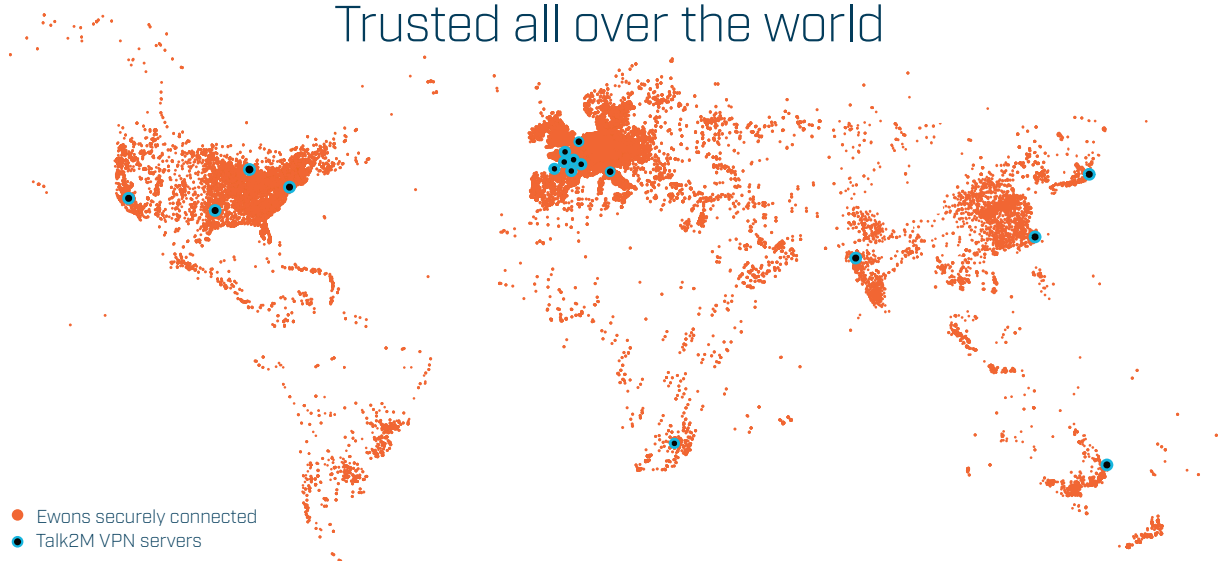 Trusted all over the world
Ewons securely connected
Talk2M VPN servers